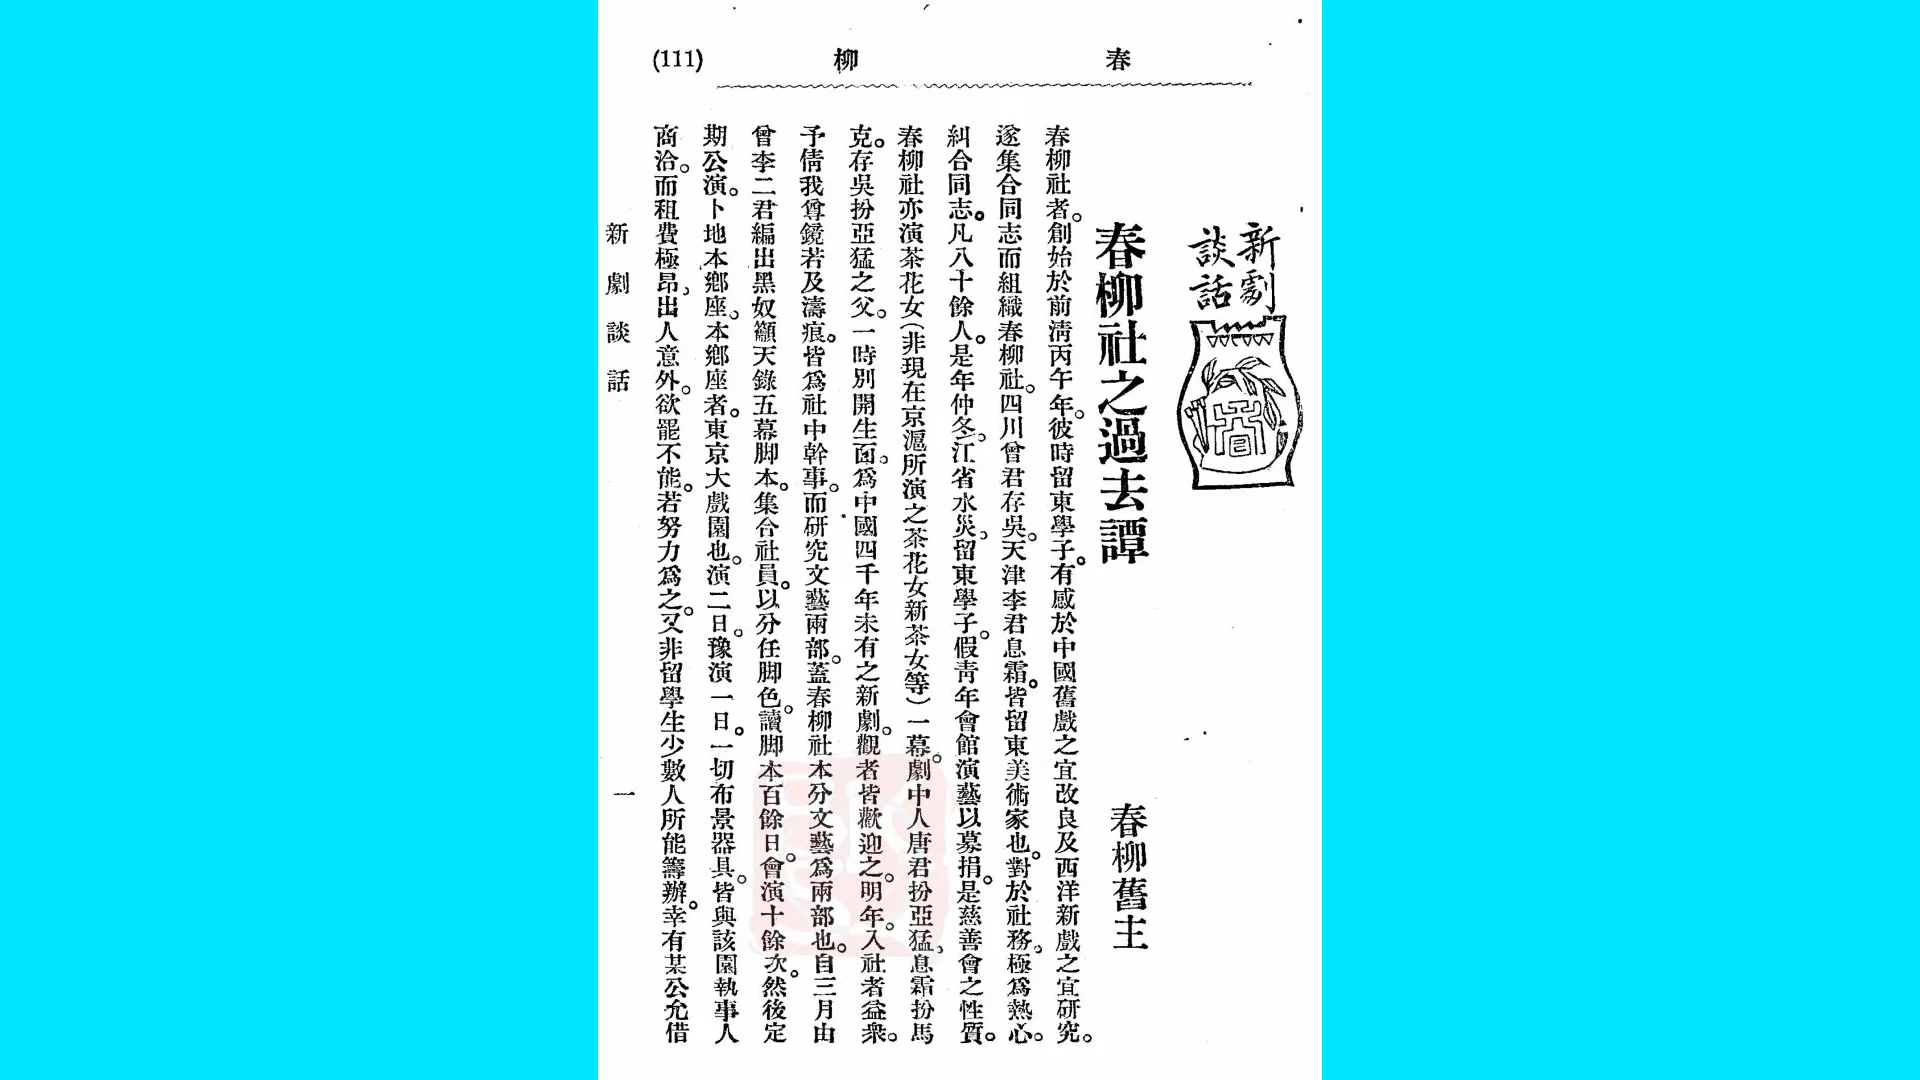 春柳
(111)
新劇
談話
春柳社之過去譚
春柳舊主
春柳社者。創始於前淸丙午年。彼時留東學子。有感於中國舊戲之宜改良及西洋新戲之宜研究。
遂集合同志而組織春柳社。四川曾君存吳。天津李君息霜。皆留東美術家也。對於社務。極爲熱心。
糾合同志。凡八十餘人。是年仲冬。江省水災。留東學子。假靑年會館演藝以募捐。是慈善會之性質。
春柳社亦演茶花女(非現在京滬所演之茶花女新茶女等)一幕。劇中人唐君扮亞猛。息霜扮馬
克。存吳扮亞猛之父。一時別開生面。爲中國四千年未有之新劇。觀者皆歡迎之。明年。入社者益衆。
予倩我尊鏡若及濤痕。皆爲社中幹事。而研究文藝兩部。蓋春柳社本分文藝爲兩部也。自三月由
曾李二君編出黑奴籲天錄五幕脚本。集合社員。以分任脚色。讀脚本百餘日。會演十餘次。然後定
期公演。卜地本鄉座。本鄉座者。東京大戲園也。演二日。豫演一日。一切布景器具。皆與該園執事人
商洽。而租費極昂。出人意外。欲罷不能。若努力爲之。又非留學生少數人所能籌辦。幸有某公允借
新劇談話
一